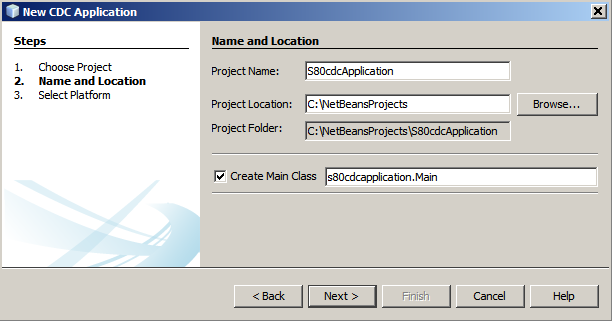 New CDC Application
Steps
1. Choose Project
2. Name and Location
3. Select Platform
Name and Location
Project Name: S80cdcApplication
Project Location: C:\NetBeansProjects Browse...
Project Folder: C:\NetBeansProjects\S80cdcApplication
Create Main Class s80cdcapplication.Main
< Back Next > Finish Cancel Help